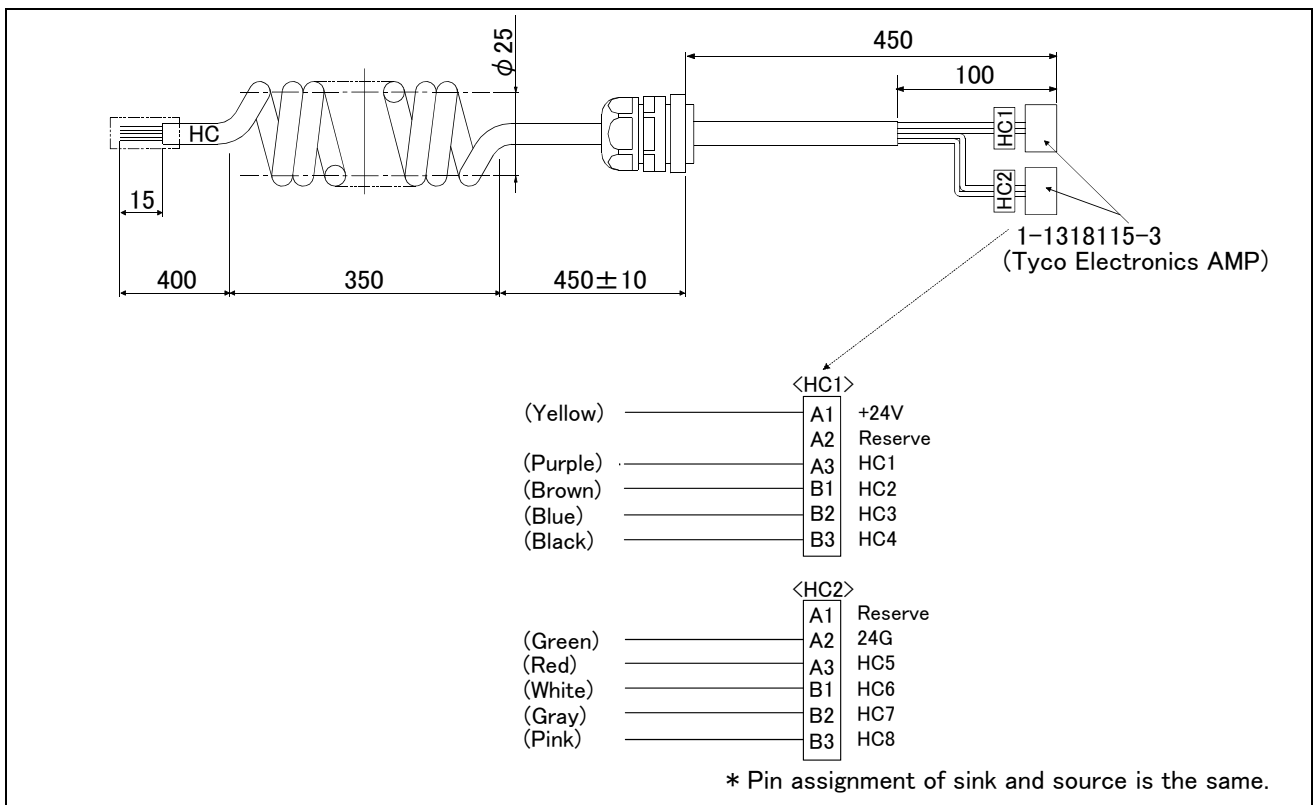 450
φ25
100
HC
HC1
HC2
15
1-1318115-3
(Tyco Electronics AMP)
400
350
450±10
<HC1>
(Yellow) A1 +24V
A2 Reserve
(Purple) A3 HC1
(Brown) B1 HC2
(Blue) B2 HC3
(Black) B3 HC4
<HC2>
A1 Reserve
(Green) A2 24G
(Red) A3 HC5
(White) B1 HC6
(Gray) B2 HC7
(Pink) B3 HC8
* Pin assignment of sink and source is the same.